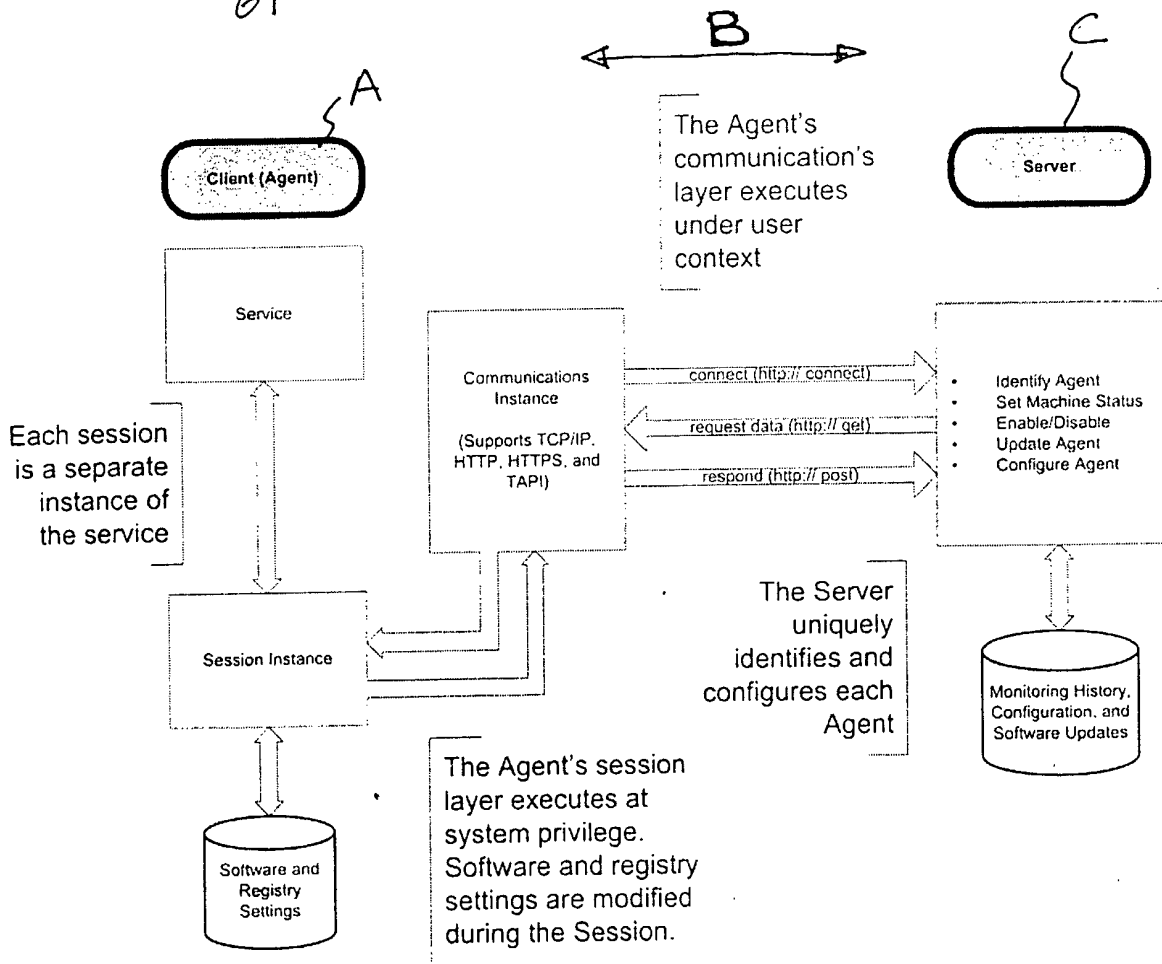 B
C
A
Client (Agent)
The Agent's
communication's
layer executes
under user
context
Server
Service
Communications
Instance
(Supports TCP/IP,
HTTP, HTTPS, and
TAPI)
connect (http:// connect)
request data (http:// get)
respond (http:// post)
• Identify Agent
• Set Machine Status
• Enable/Disable
• Update Agent
• Configure Agent
Each session
is a separate
instance of
the service
Session Instance
The Server
uniquely
identifies and
configures each
Agent
Monitoring History,
Configuration, and
Software Updates
The Agent's session
layer executes at
system privilege.
Software and registry
settings are modified
during the Session.
Software and
Registry
Settings